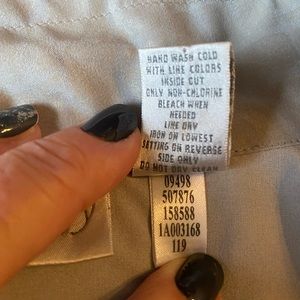 HAND WASH COLD
WITH LIKE COLORS
INSIDE OUT
ONLY NON-CHLORINE
BLEACH WHEN
NEEDED
LINE DRY
IRON ON LOWEST
SETTING ON REVERSE
SIDE ONLY
DO NOT DRY CLEAN
09498
507876
158588
1A003168
119